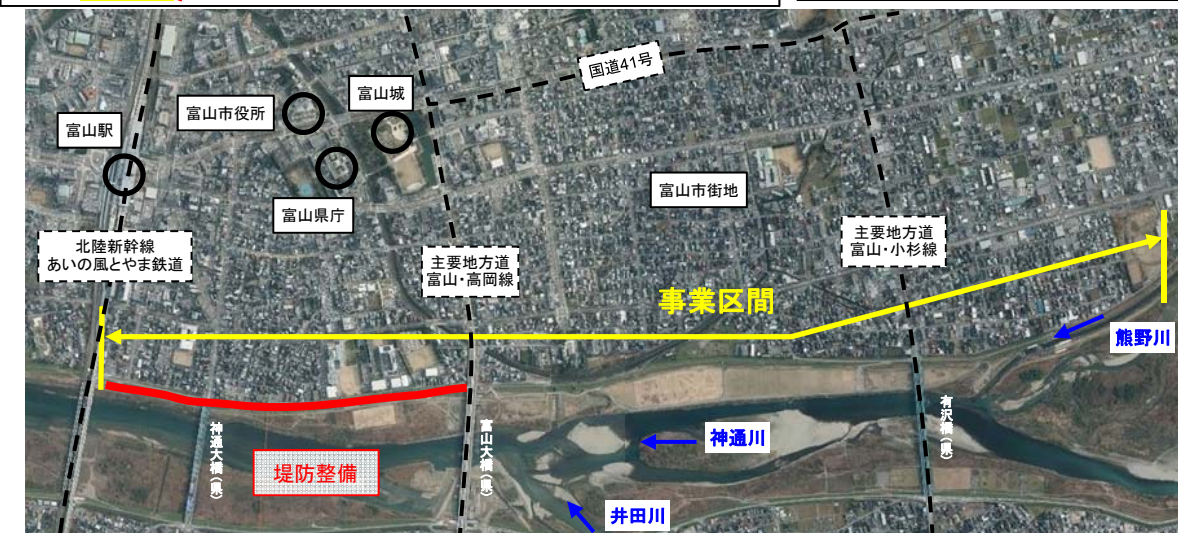 国道41号
富山城
富山市役所
富山駅
富山県庁
富山市街地
北陸新幹線
あいの風とやま鉄道
主要地方道
富山・高岡線
主要地方道
富山・小杉線
事業区間
熊野川
神通大橋(県)
富山大橋(県)
有沢橋(県)
神通川
堤防整備
井田川